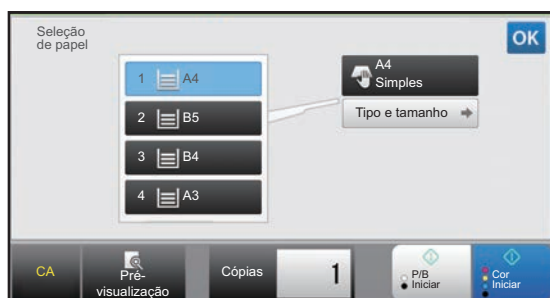 Seleção
de papel
OK
1 A4
2 B5
3 B4
4 A3
A4
Simples
Tipo e tamanho
CA
Pré-
visualização
Cópias
1
P/B
Iniciar
Cor
Iniciar